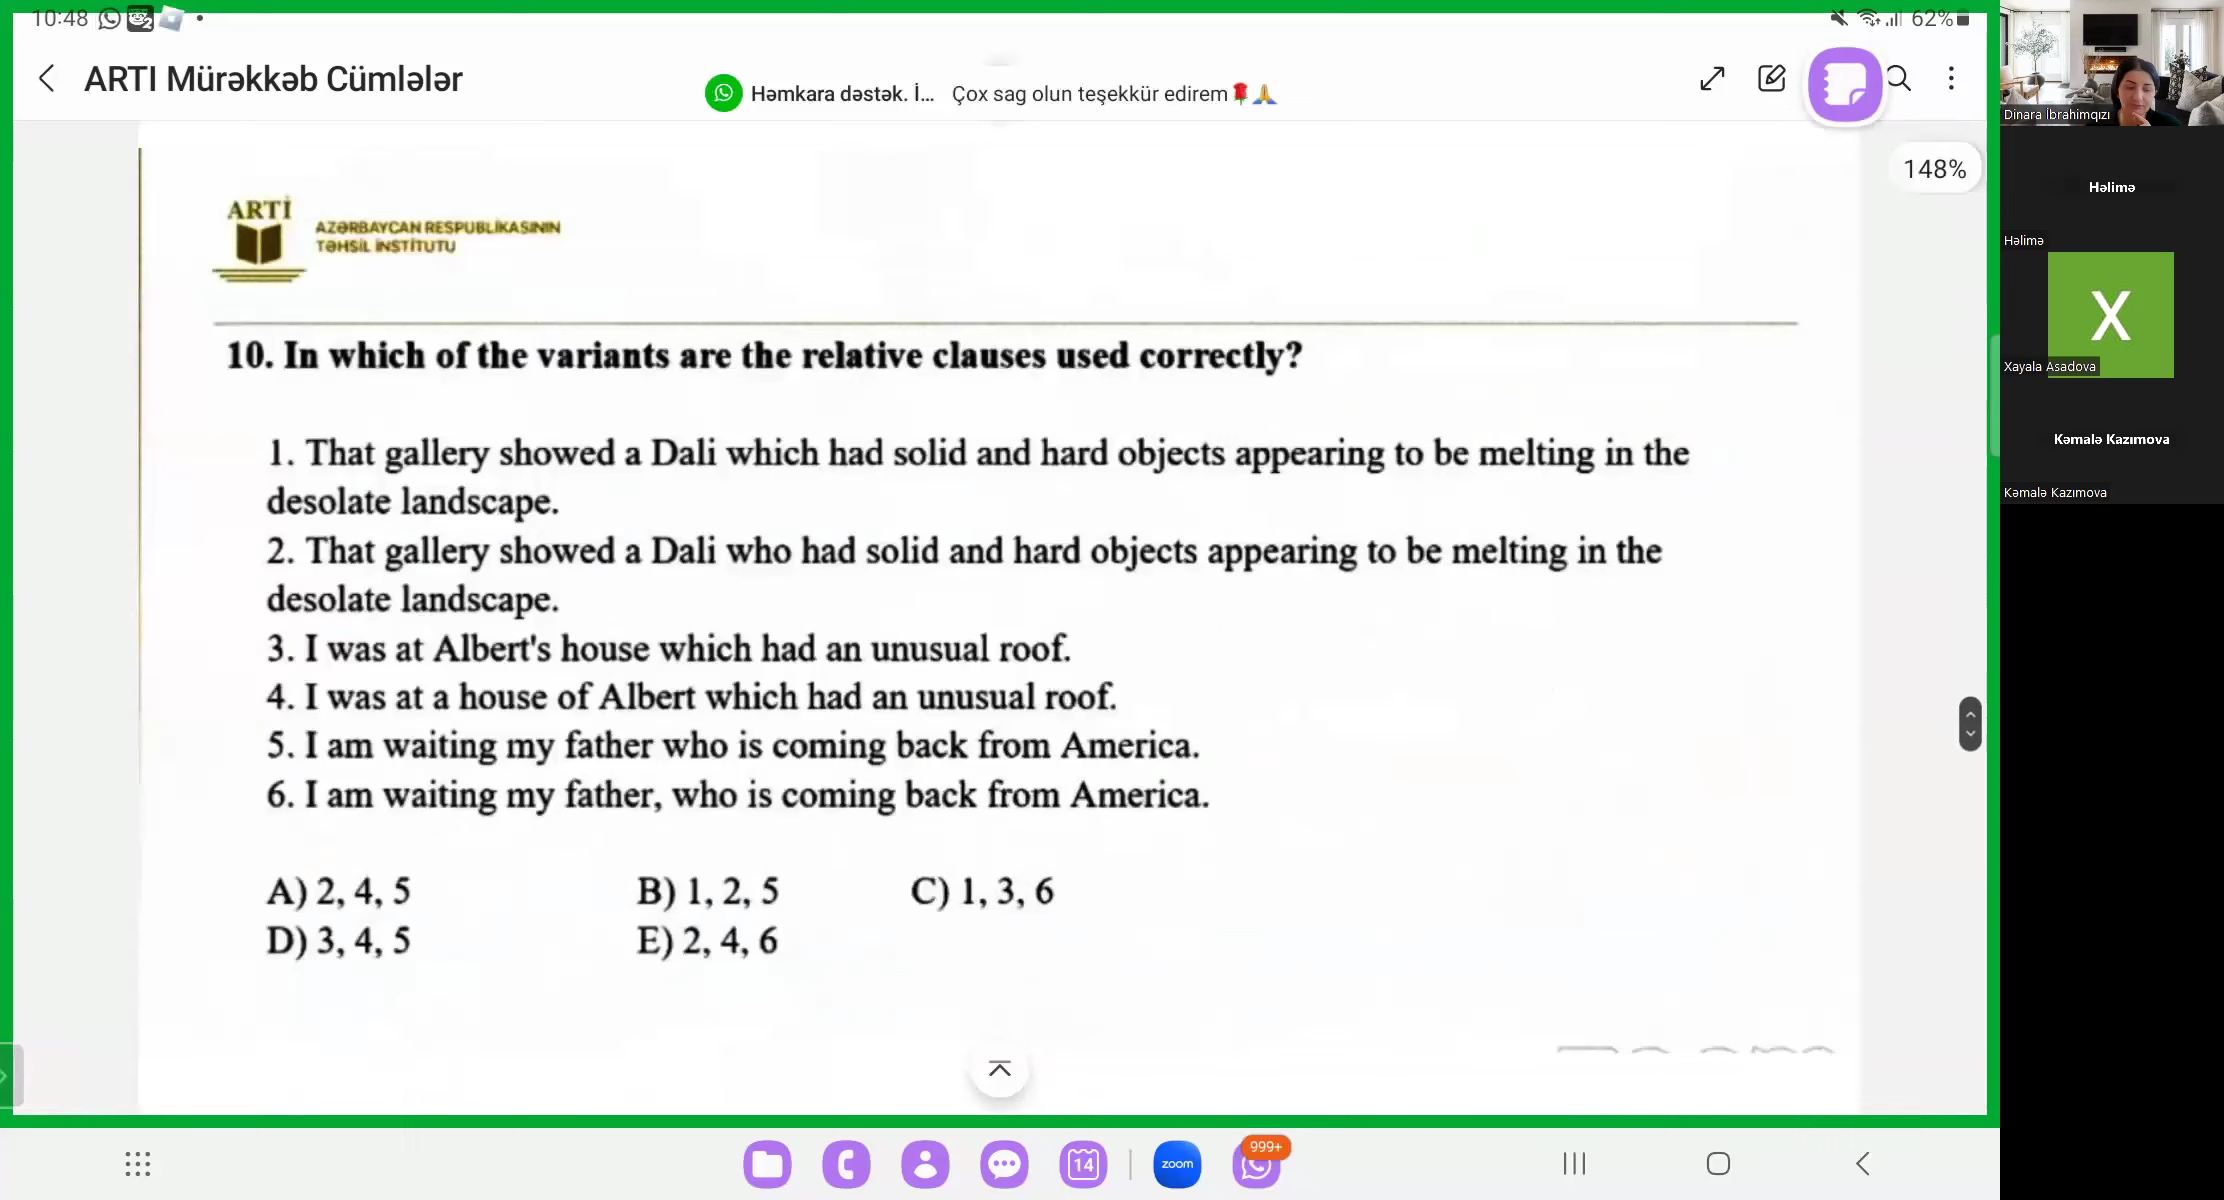 10:48
62%
ARTI Mürəkkəb Cümlələr
Həmkara dəstək. İ... Çox sag olun teşekkür edirem
148%
ARTİ
AZƏRBAYCAN RESPUBLİKASININ
TƏHSİL İNSTİTUTU
10. In which of the variants are the relative clauses used correctly?
1. That gallery showed a Dali which had solid and hard objects appearing to be melting in the
desolate landscape.
2. That gallery showed a Dali who had solid and hard objects appearing to be melting in the
desolate landscape.
3. I was at Albert's house which had an unusual roof.
4. I was at a house of Albert which had an unusual roof.
5. I am waiting my father who is coming back from America.
6. I am waiting my father, who is coming back from America.
A) 2, 4, 5 B) 1, 2, 5 C) 1, 3, 6
D) 3, 4, 5 E) 2, 4, 6
14
zoom
999+
Dinara İbrahimqızı
Həlimə
Həlimə
X
Xayala Asadova
Kəmalə Kazımova
Kəmalə Kazımova